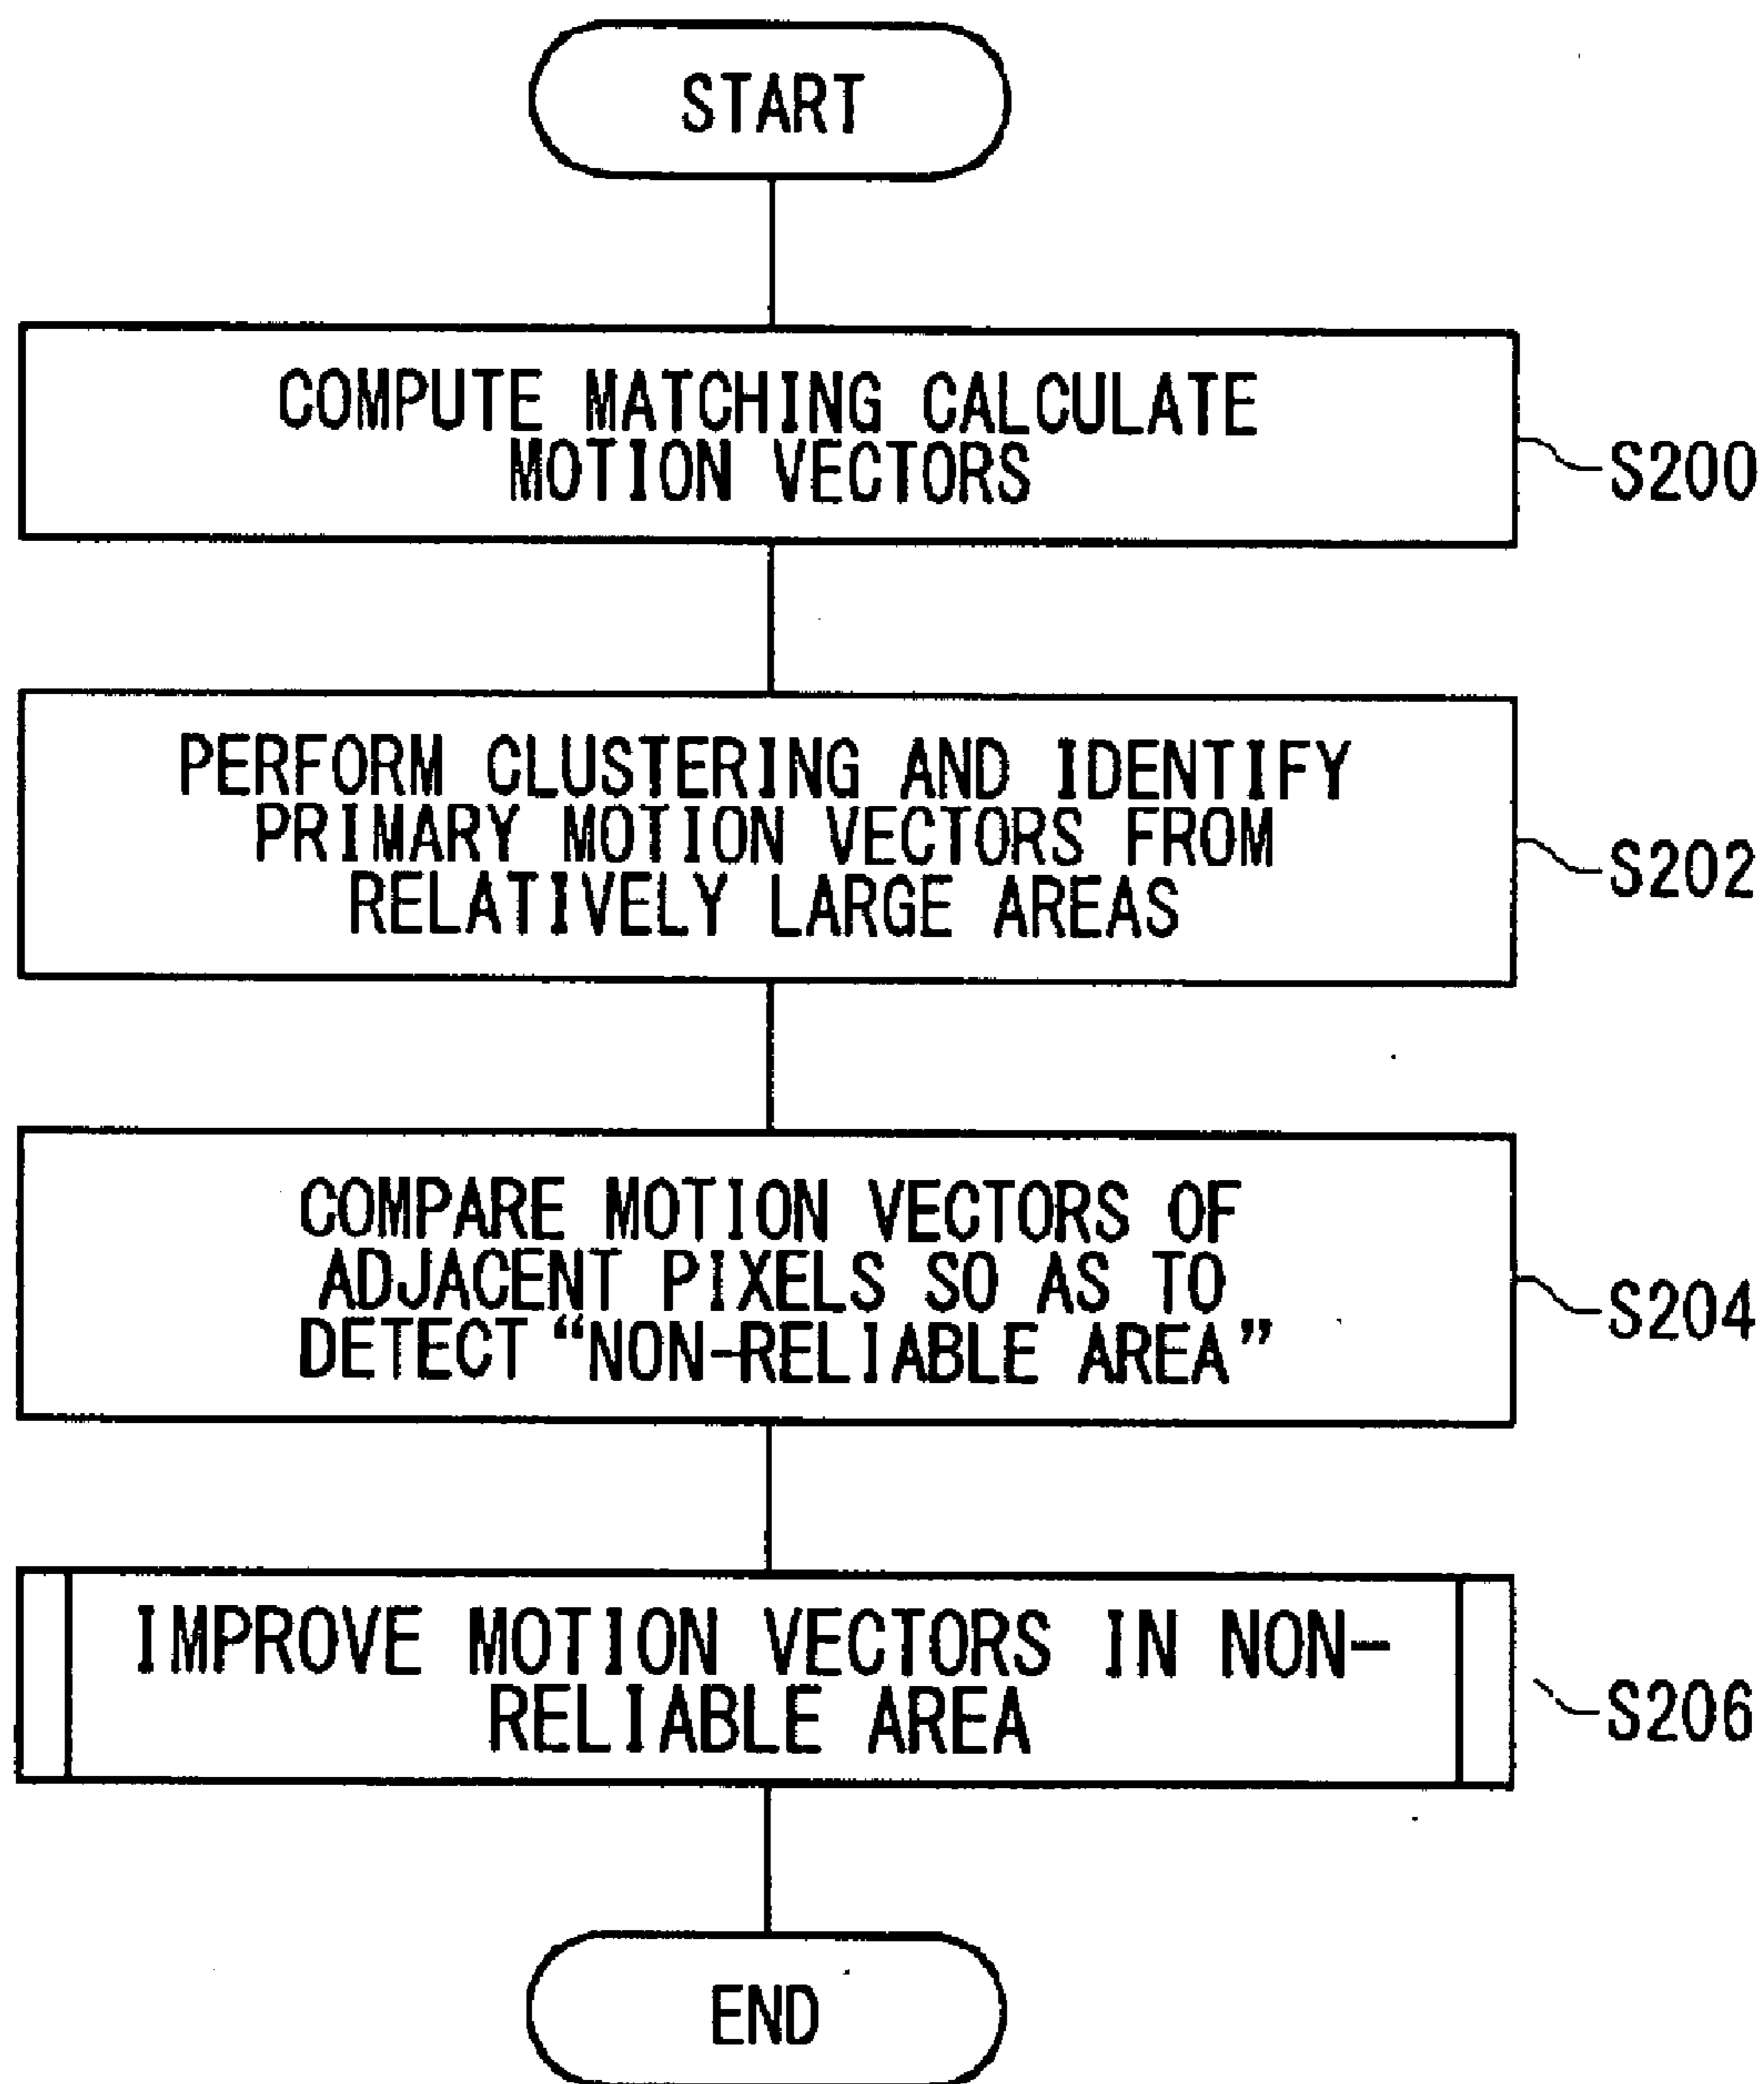 START
COMPUTE MATCHING CALCULATE
MOTION VECTORS
S200
PERFORM CLUSTERING AND IDENTIFY
PRIMARY MOTION VECTORS FROM
RELATIVELY LARGE AREAS
S202
COMPARE MOTION VECTORS OF
ADJACENT PIXELS SO AS TO
DETECT “NON-RELIABLE AREA”
S204
IMPROVE MOTION VECTORS IN NON-
RELIABLE AREA
S206
END